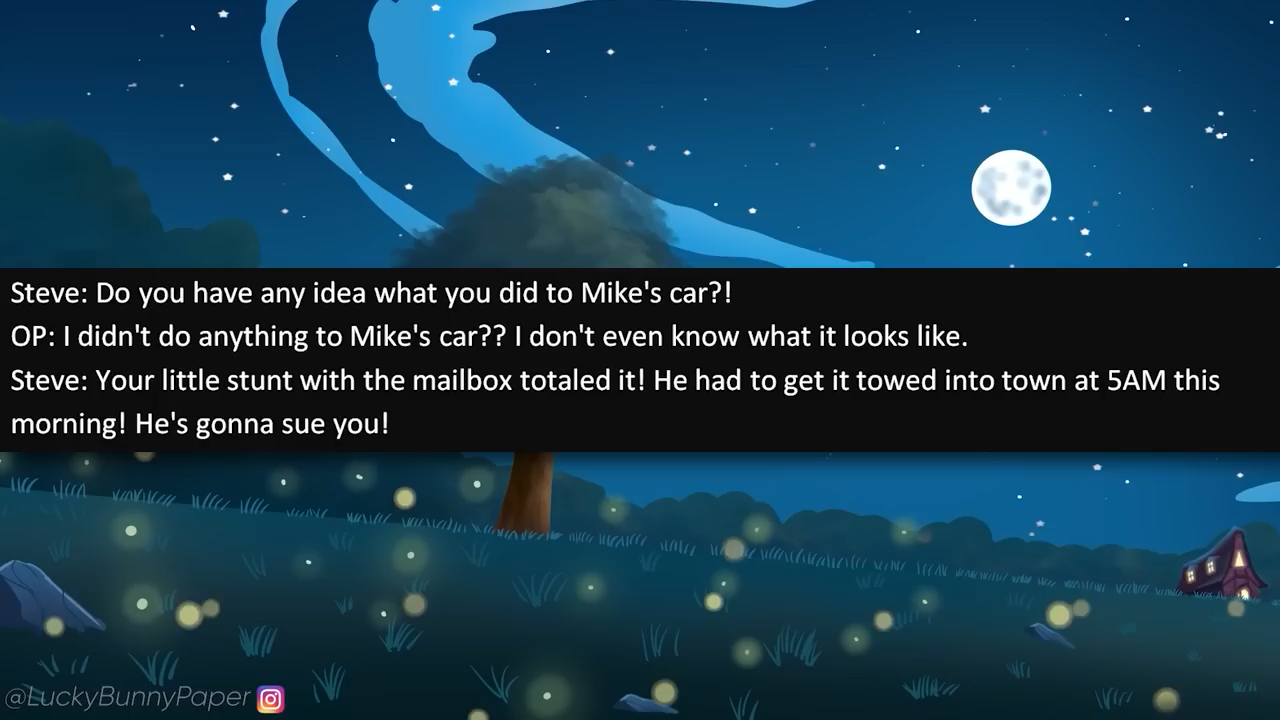 Steve: Do you have any idea what you did to Mike's car?!
OP: I didn't do anything to Mike's car?? I don't even know what it looks like.
Steve: Your little stunt with the mailbox totaled it! He had to get it towed into town at 5AM this
morning! He's gonna sue you!
@LuckyBunnyPaper